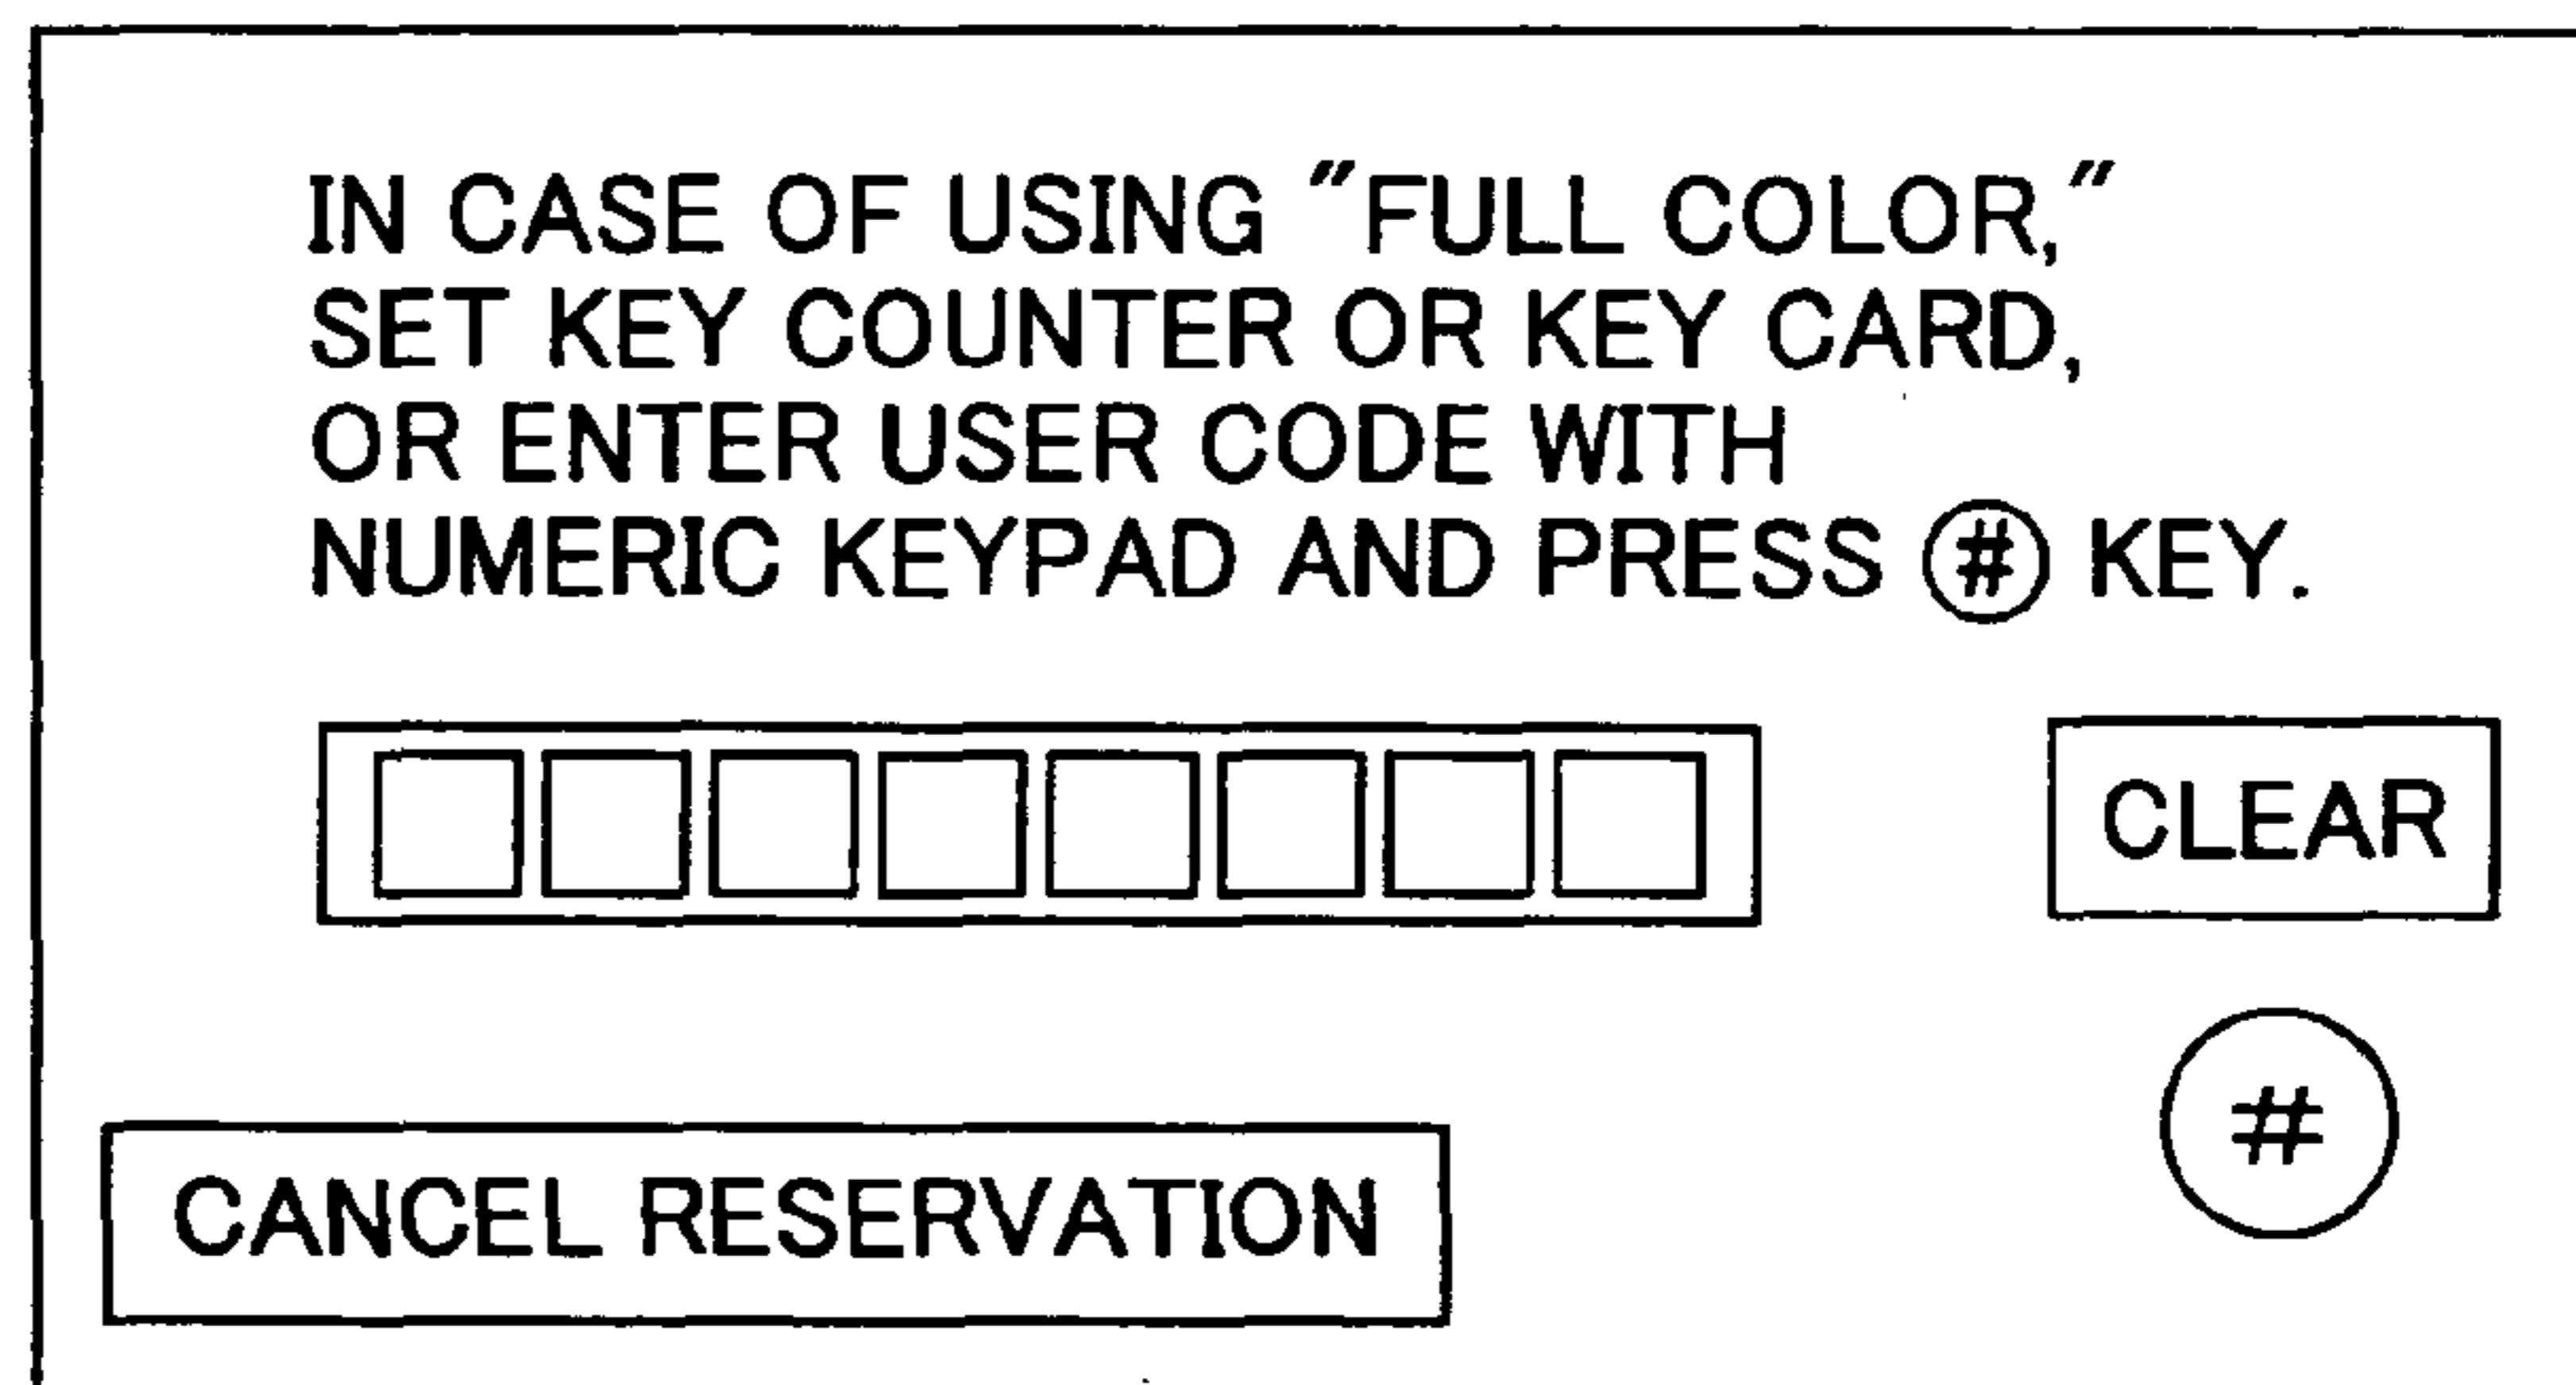 IN CASE OF USING "FULL COLOR,"
SET KEY COUNTER OR KEY CARD,
OR ENTER USER CODE WITH
NUMERIC KEYPAD AND PRESS # KEY.
CLEAR
#
CANCEL RESERVATION